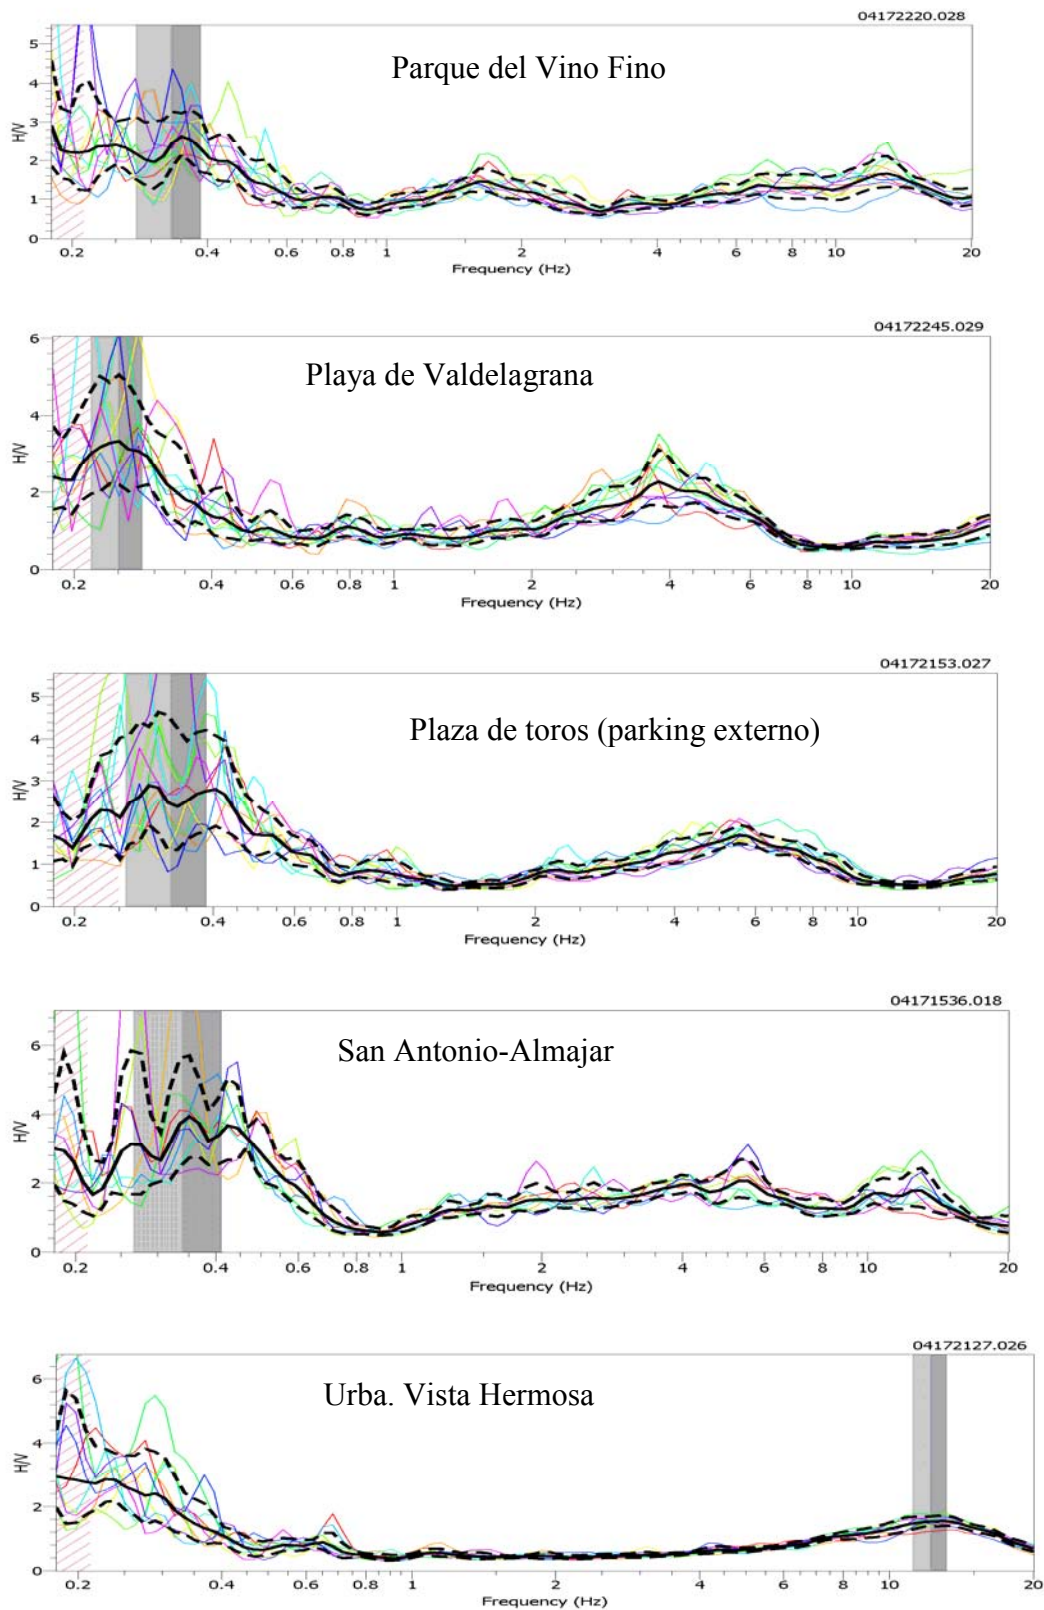 04172220.028
Parque del Vino Fino
5
4
3
2
1
0
H/V
0.2 0.4 0.6 0.8 1 2 4 6 8 10 20
Frequency (Hz)
04172245.029
Playa de Valdelagrana
6
4
2
0
H/V
0.2 0.4 0.6 0.8 1 2 4 6 8 10 20
Frequency (Hz)
04172153.027
Plaza de toros (parking externo)
5
4
3
2
1
0
H/V
0.2 0.4 0.6 0.8 1 2 4 6 8 10 20
Frequency (Hz)
04171536.018
San Antonio-Almajar
6
4
2
0
H/V
0.2 0.4 0.6 0.8 1 2 4 6 8 10 20
Frequency (Hz)
04172127.026
Urba. Vista Hermosa
6
4
2
0
H/V
0.2 0.4 0.6 0.8 1 2 4 6 8 10 20
Frequency (Hz)